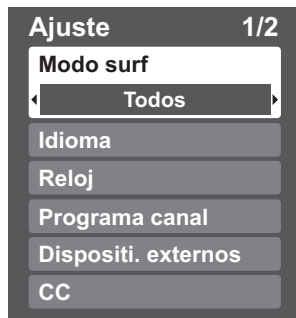 Ajuste 1/2
Modo surf
Todos
Idioma
Reloj
Programa canal
Dispositi. externos
CC